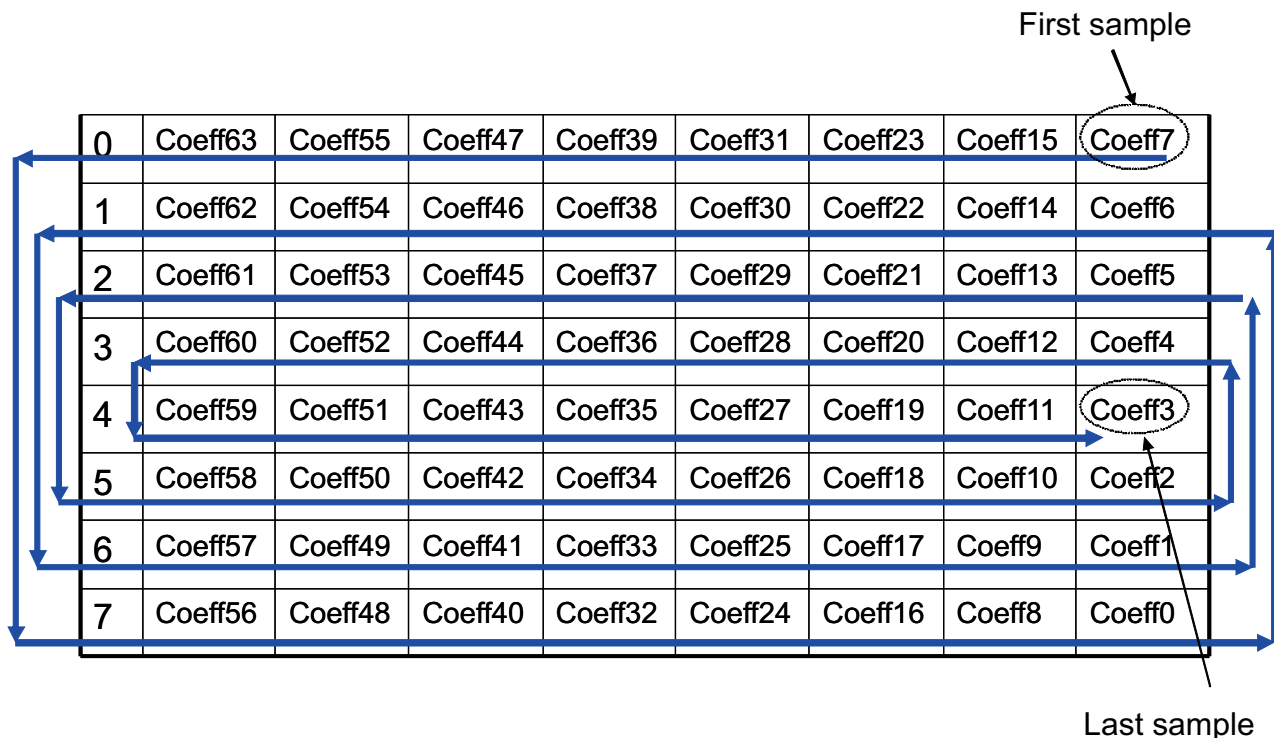 First sample
0 Coeff63 Coeff55 Coeff47 Coeff39 Coeff31 Coeff23 Coeff15 Coeff7
1 Coeff62 Coeff54 Coeff46 Coeff38 Coeff30 Coeff22 Coeff14 Coeff6
2 Coeff61 Coeff53 Coeff45 Coeff37 Coeff29 Coeff21 Coeff13 Coeff5
3 Coeff60 Coeff52 Coeff44 Coeff36 Coeff28 Coeff20 Coeff12 Coeff4
4 Coeff59 Coeff51 Coeff43 Coeff35 Coeff27 Coeff19 Coeff11 Coeff3
5 Coeff58 Coeff50 Coeff42 Coeff34 Coeff26 Coeff18 Coeff10 Coeff2
6 Coeff57 Coeff49 Coeff41 Coeff33 Coeff25 Coeff17 Coeff9 Coeff1
7 Coeff56 Coeff48 Coeff40 Coeff32 Coeff24 Coeff16 Coeff8 Coeff0
Last sample